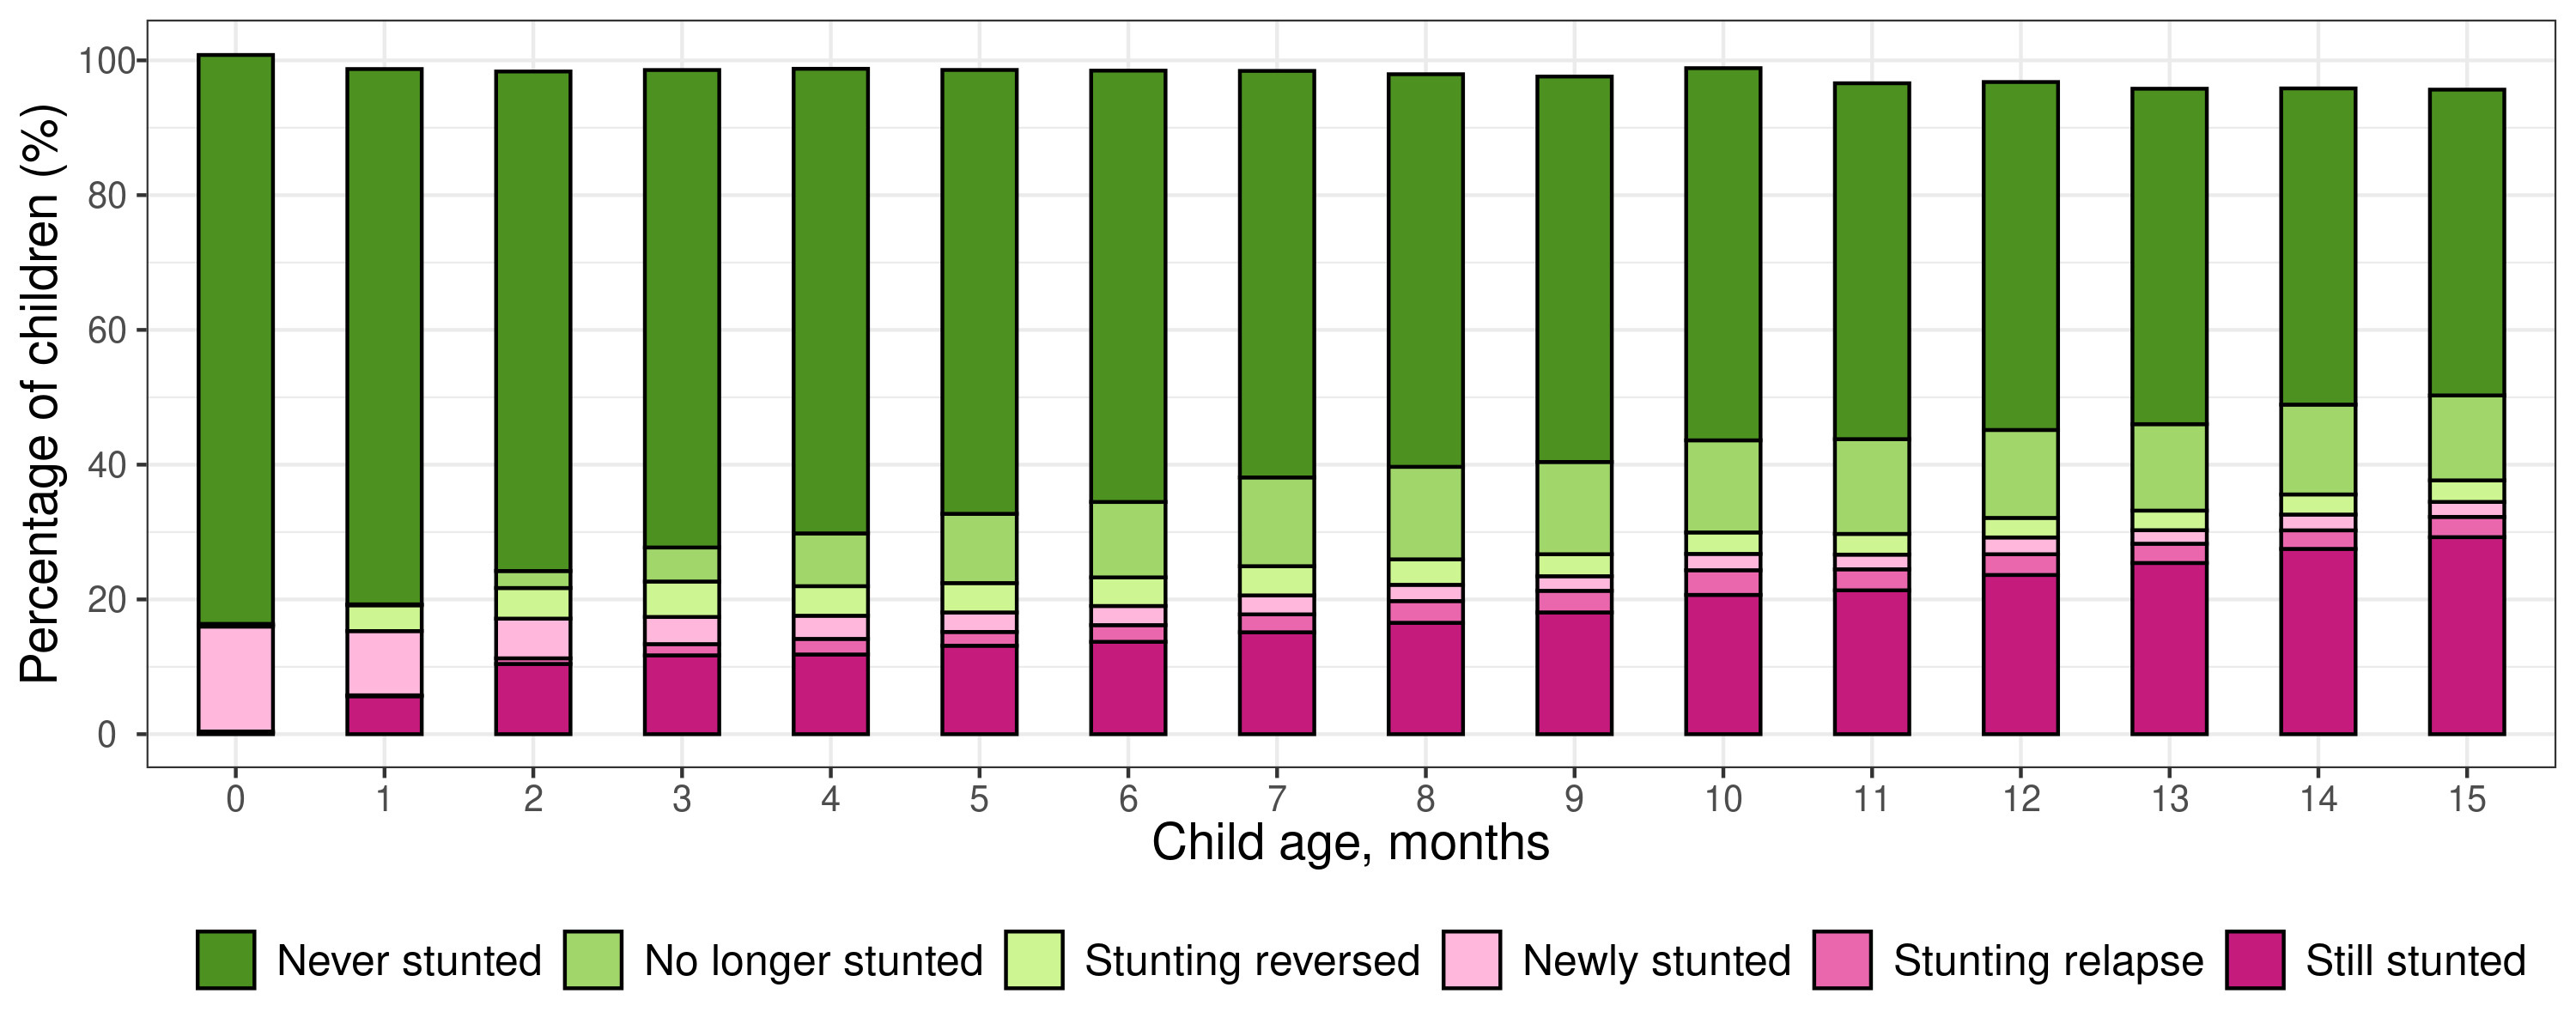 Percentage of children (%)
100
80
60
40
20
0
0 1 2 3 4 5 6 7 8 9 10 11 12 13 14 15
Child age, months
Never stunted No longer stunted Stunting reversed Newly stunted Stunting relapse Still stunted